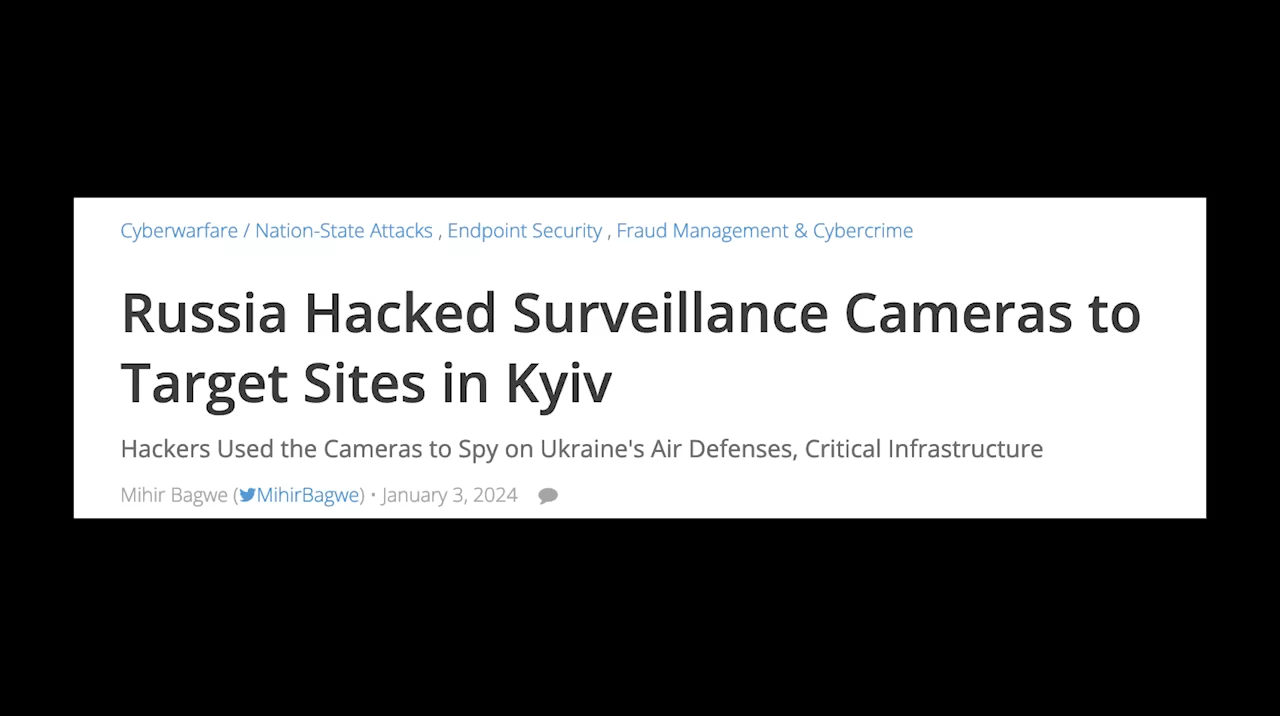 Cyberwarfare / Nation-State Attacks , Endpoint Security , Fraud Management & Cybercrime
Russia Hacked Surveillance Cameras to
Target Sites in Kyiv
Hackers Used the Cameras to Spy on Ukraine's Air Defenses, Critical Infrastructure
Mihir Bagwe (MihirBagwe) • January 3, 2024